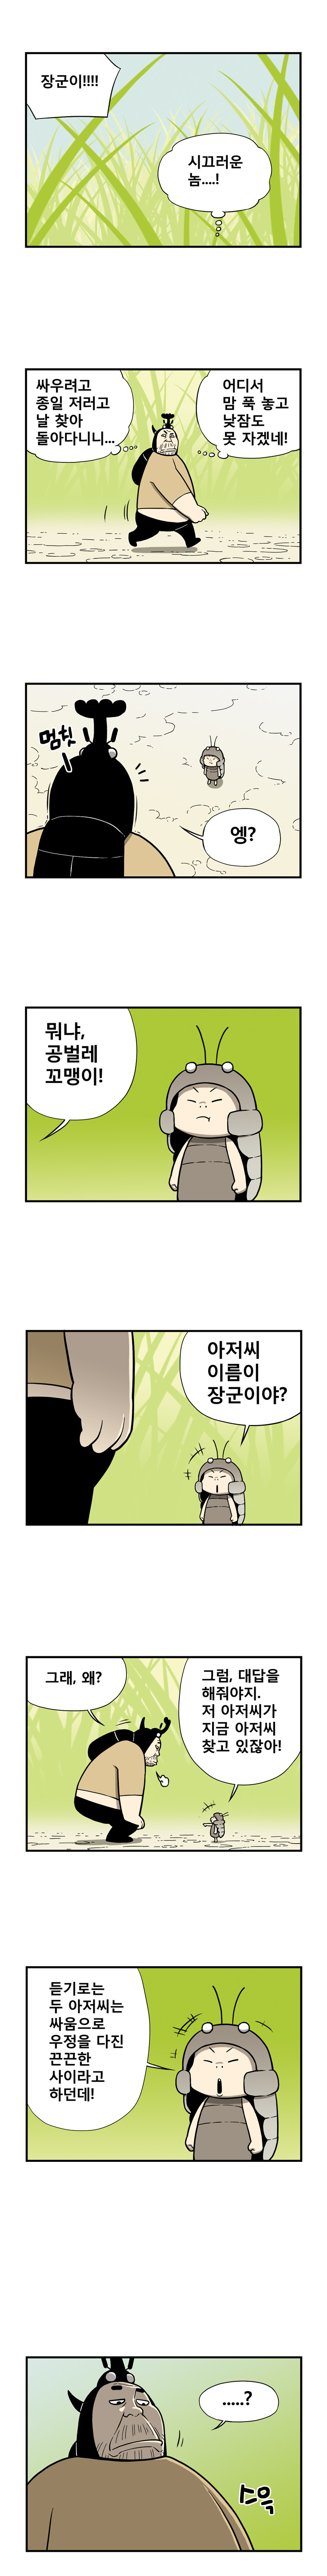 장군이!!!!
시끄러운
놈....!
싸우려고
종일 저러고
날 찾아
돌아다니니...
어디서
맘 푹 놓고
낮잠도
못 자겠네!
멈칫
엥?
뭐냐,
공벌레
꼬맹이!
아저씨
이름이
장군이야?
그래, 왜?
그럼, 대답을
해줘야지.
저 아저씨가
지금 아저씨
찾고 있잖아!
듣기로는
두 아저씨는
싸움으로
우정을 다진
끈끈한
사이라고
하던데!
.....?
스윽